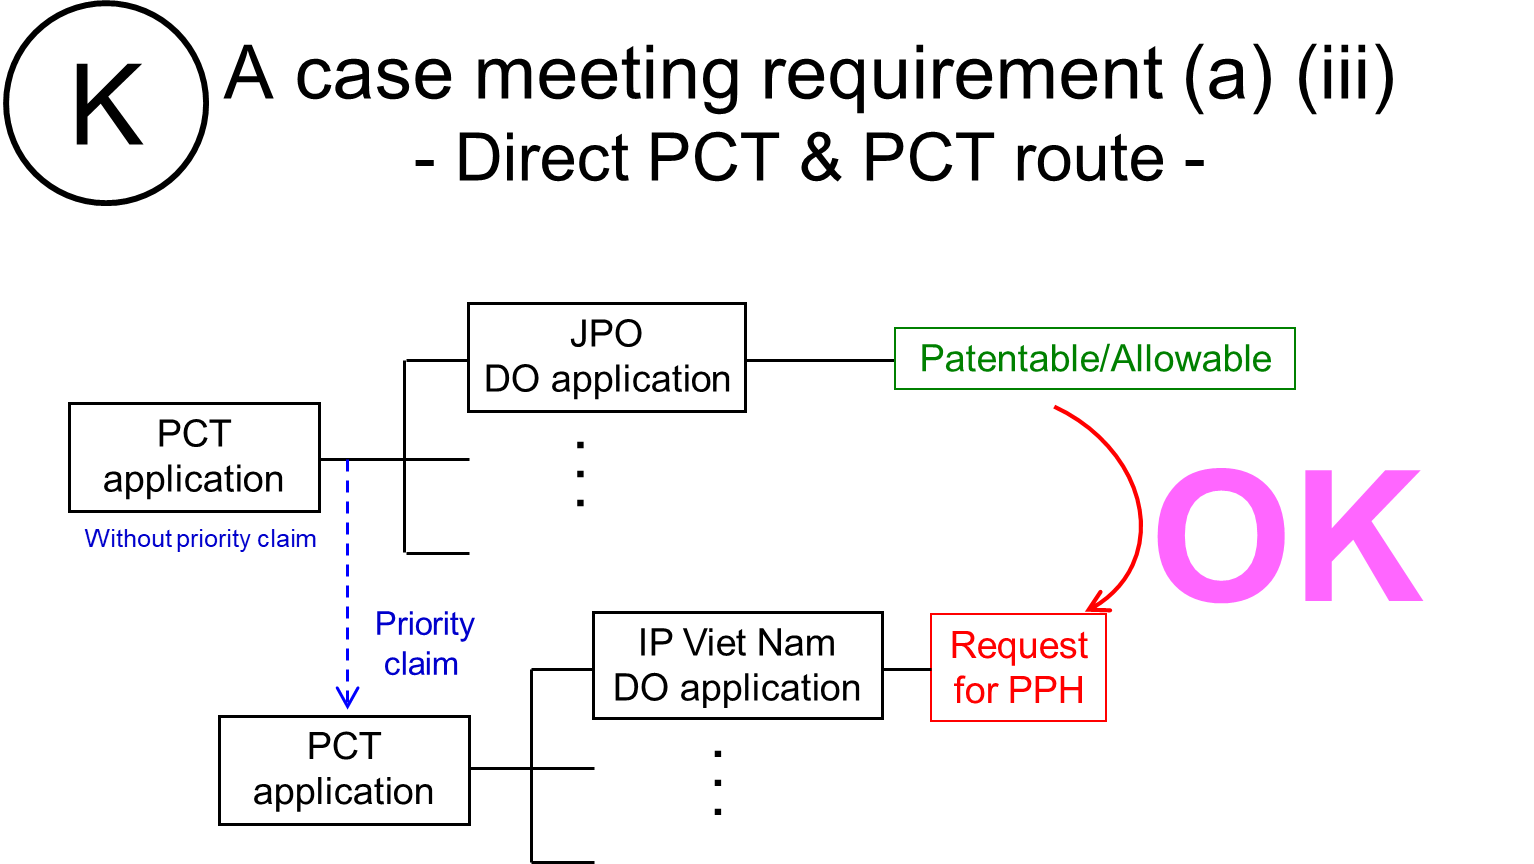 K
A case meeting requirement (a) (iii)
- Direct PCT & PCT route -
JPO
DO application
Patentable/Allowable
PCT
application
Without priority claim
OK
Priority
claim
IP Viet Nam
DO application
Request
for PPH
PCT
application